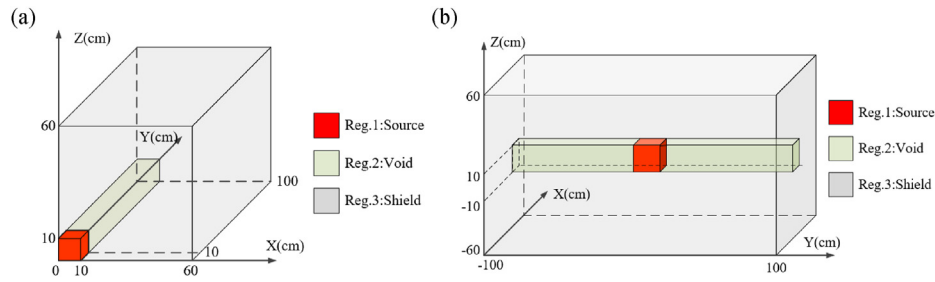 (a)
Z(cm)
60
Y(cm)
100
10
10
X(cm)
0
10
60
Reg.1:Source
Reg.2:Void
Reg.3:Shield
(b)
Z(cm)
60
10
-10
X(cm)
-60
Y(cm)
-100
100
Reg.1:Source
Reg.2:Void
Reg.3:Shield